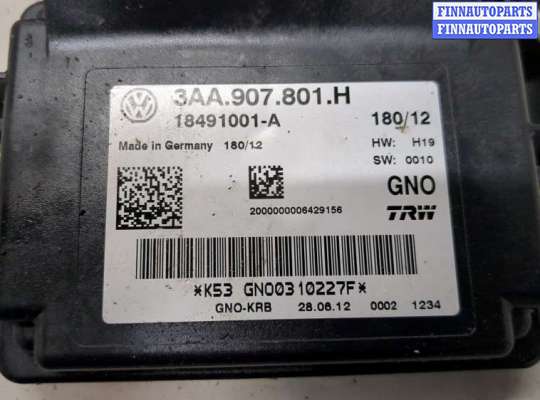 FINNAUTOPARTS
FINNAUTOPARTS
3AA.907.801.H
18491001-A
180/12
Made in Germany 180/12
HW: H19
SW: 0010
GNO
2000000006429156
TRW
*K53 GNO0310227F*
GNO-KRB 28.06.12 0002 1234